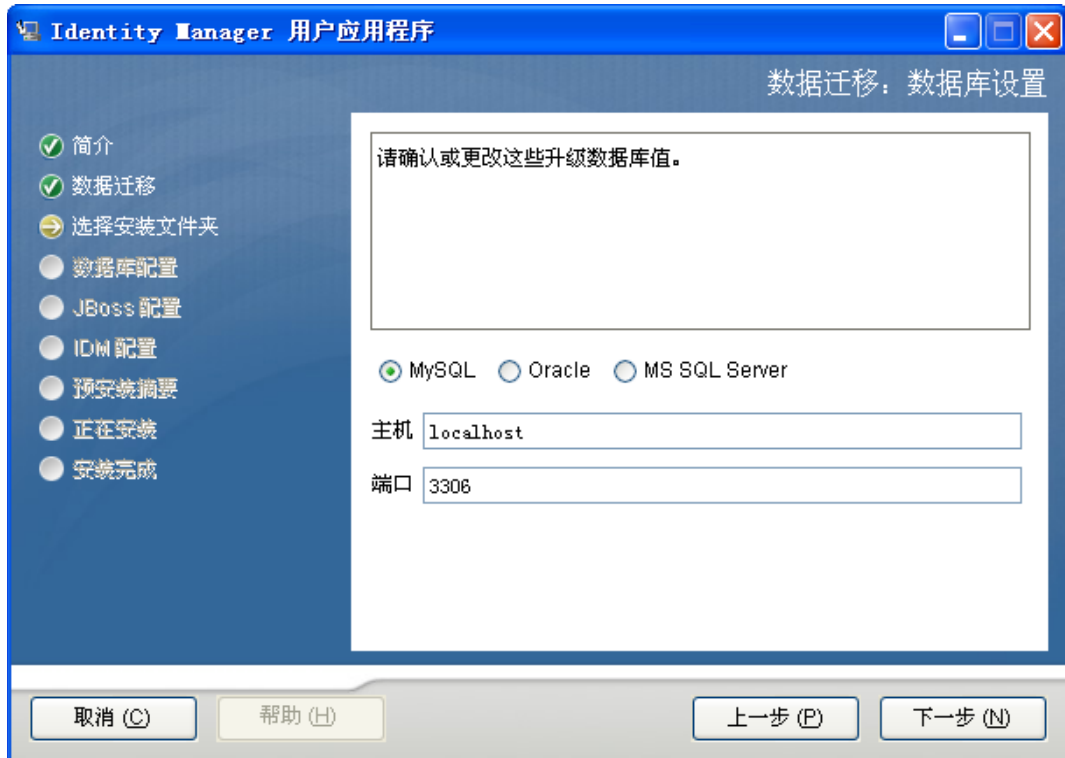 Identity Manager 用户应用程序
数据迁移：数据库设置
简介
数据迁移
选择安装文件夹
数据库配置
JBoss 配置
IDM 配置
预安装摘要
正在安装
安装完成
请确认或更改这些升级数据库值。
MySQL Oracle MS SQL Server
主机 localhost
端口 3306
取消 (C) 帮助 (H) 上一步 (P) 下一步 (N)